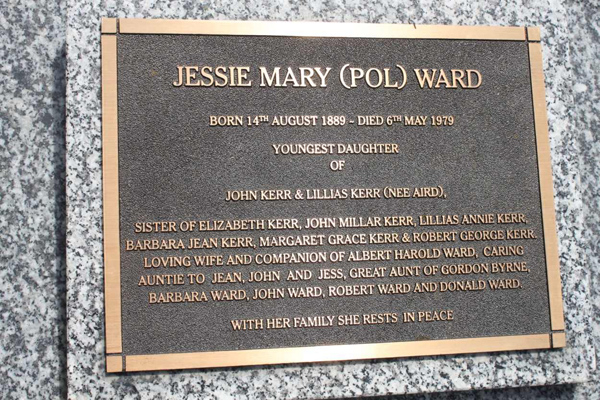 JESSIE MARY (POL) WARD
BORN 14TH AUGUST 1889 - DIED 6TH MAY 1979
YOUNGEST DAUGHTER
OF
JOHN KERR & LILLIAS KERR (NEE AIRD),
SISTER OF ELIZABETH KERR, JOHN MILLAR KERR, LILLIAS ANNIE KERR,
BARBARA JEAN KERR, MARGARET GRACE KERR & ROBERT GEORGE KERR.
LOVING WIFE AND COMPANION OF ALBERT HAROLD WARD, CARING
AUNTIE TO JEAN, JOHN AND JESS, GREAT AUNT OF GORDON BYRNE,
BARBARA WARD, JOHN WARD, ROBERT WARD AND DONALD WARD.
WITH HER FAMILY SHE RESTS IN PEACE